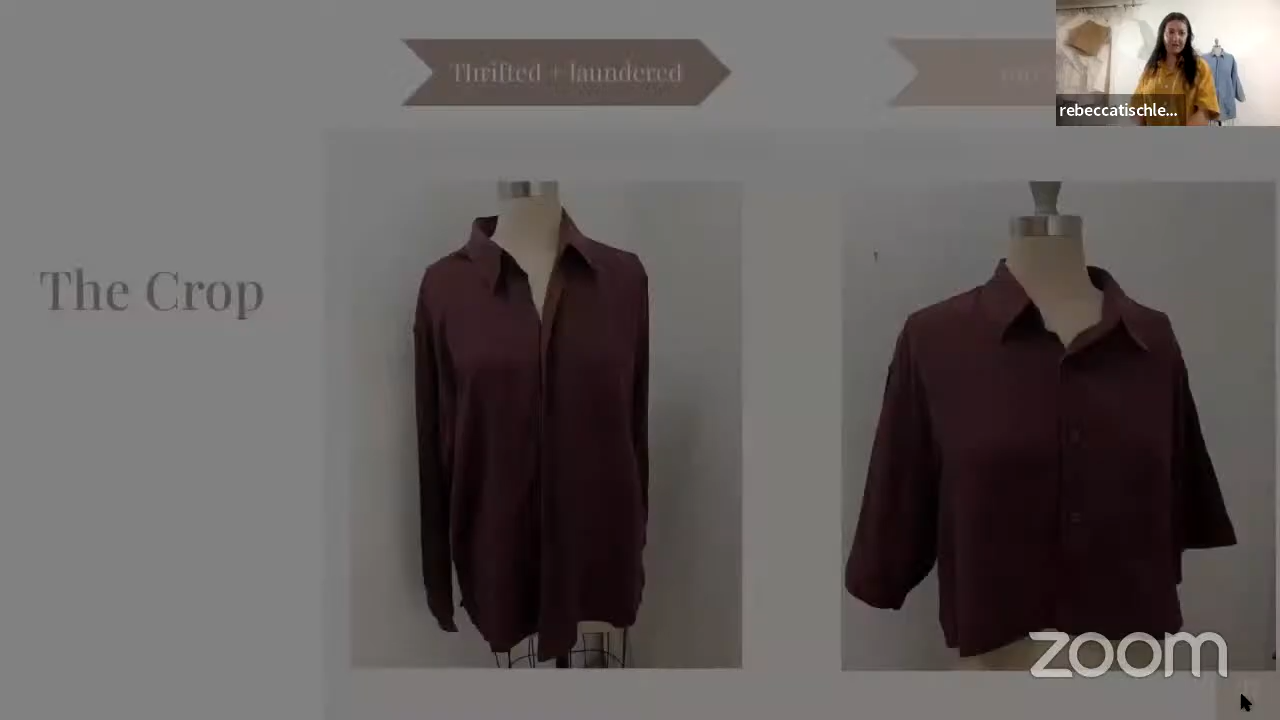 Thrifted + laundered
rebeccatischle...
The Crop
zoom